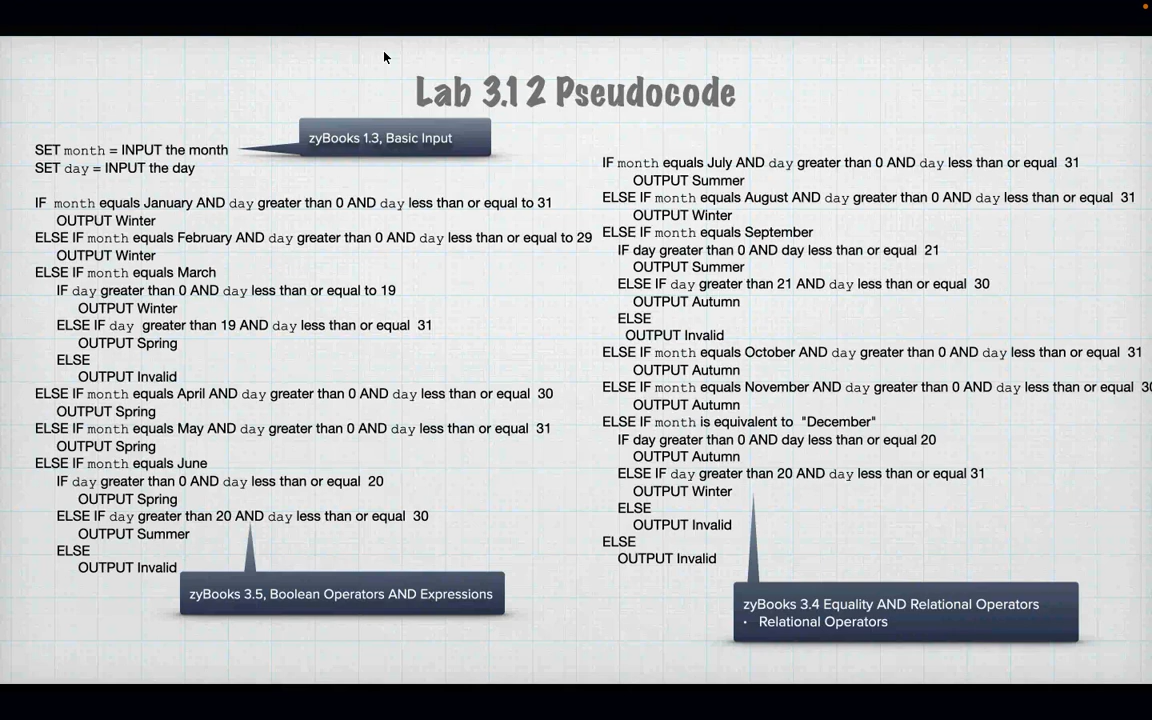 Lab 3.12 Pseudocode
zyBooks 1.3, Basic Input
SET month = INPUT the month
SET day = INPUT the day
IF month equals January AND day greater than 0 AND day less than or equal to 31
OUTPUT Winter
ELSE IF month equals February AND day greater than 0 AND day less than or equal to 29
OUTPUT Winter
ELSE IF month equals March
IF day greater than 0 AND day less than or equal to 19
OUTPUT Winter
ELSE IF day greater than 19 AND day less than or equal 31
OUTPUT Spring
ELSE
OUTPUT Invalid
ELSE IF month equals April AND day greater than 0 AND day less than or equal 30
OUTPUT Spring
ELSE IF month equals May AND day greater than 0 AND day less than or equal 31
OUTPUT Spring
ELSE IF month equals June
IF day greater than 0 AND day less than or equal 20
OUTPUT Spring
ELSE IF day greater than 20 AND day less than or equal 30
OUTPUT Summer
ELSE
OUTPUT Invalid
zyBooks 3.5, Boolean Operators AND Expressions
IF month equals July AND day greater than 0 AND day less than or equal 31
OUTPUT Summer
ELSE IF month equals August AND day greater than 0 AND day less than or equal 31
OUTPUT Winter
ELSE IF month equals September
IF day greater than 0 AND day less than or equal 21
OUTPUT Summer
ELSE IF day greater than 21 AND day less than or equal 30
OUTPUT Autumn
ELSE
OUTPUT Invalid
ELSE IF month equals October AND day greater than 0 AND day less than or equal 31
OUTPUT Autumn
ELSE IF month equals November AND day greater than 0 AND day less than or equal 30
OUTPUT Autumn
ELSE IF month is equivalent to "December"
IF day greater than 0 AND day less than or equal 20
OUTPUT Autumn
ELSE IF day greater than 20 AND day less than or equal 31
OUTPUT Winter
ELSE
OUTPUT Invalid
ELSE
OUTPUT Invalid
zyBooks 3.4 Equality AND Relational Operators
• Relational Operators